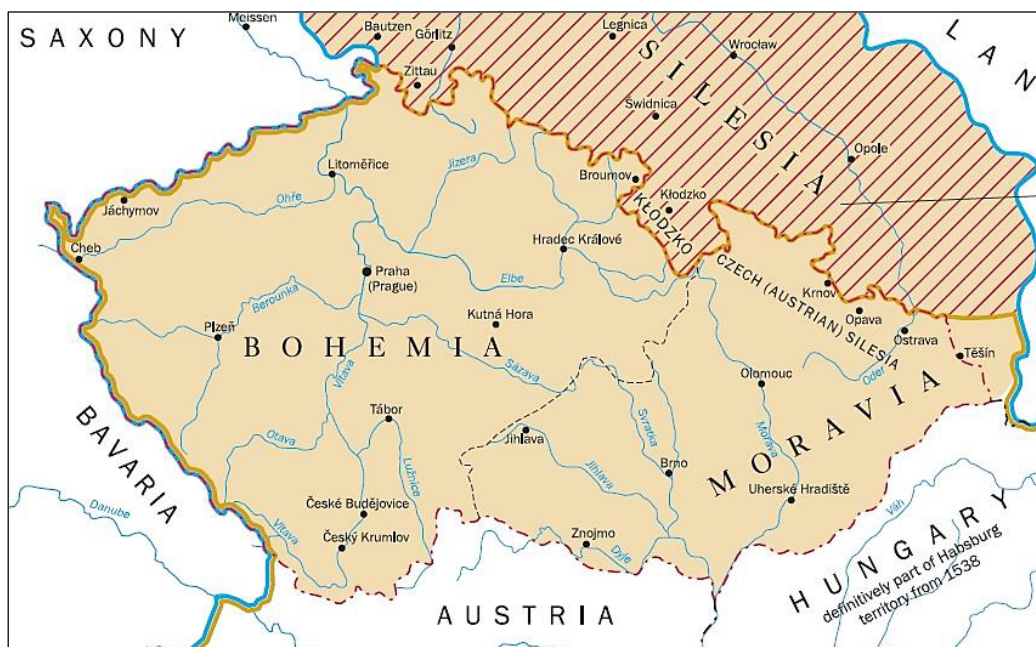 Meissen
SAXONY
Bautzen
Görlitz
Legnica
Wrocław
LAN
Zittau
SILESIA
Świdnica
Opole
Litoměřice
Jizera
Broumov
Kłodzko
KŁODZKO
Jáchymov
Ohře
Cheb
Hradec Králové
Praha
(Prague)
Elbe
CZECH (AUSTRIAN) SILESIA
Krnov
Opava
Ostrava
Těšín
Berounka
Kutná Hora
Plzeň
BOHEMIA
Vltava
Sázava
Olomouc
Oder
MORAVIA
Tábor
Otava
Lužnice
Jihlava
Jihlava
Svratka
Morava
Brno
BAVARIA
Danube
Vltava
České Budějovice
Český Krumlov
Uherské Hradiště
Znojmo
Dyje
Váh
AUSTRIA
HUNGARY
definitively part of Habsburg
territory from 1538